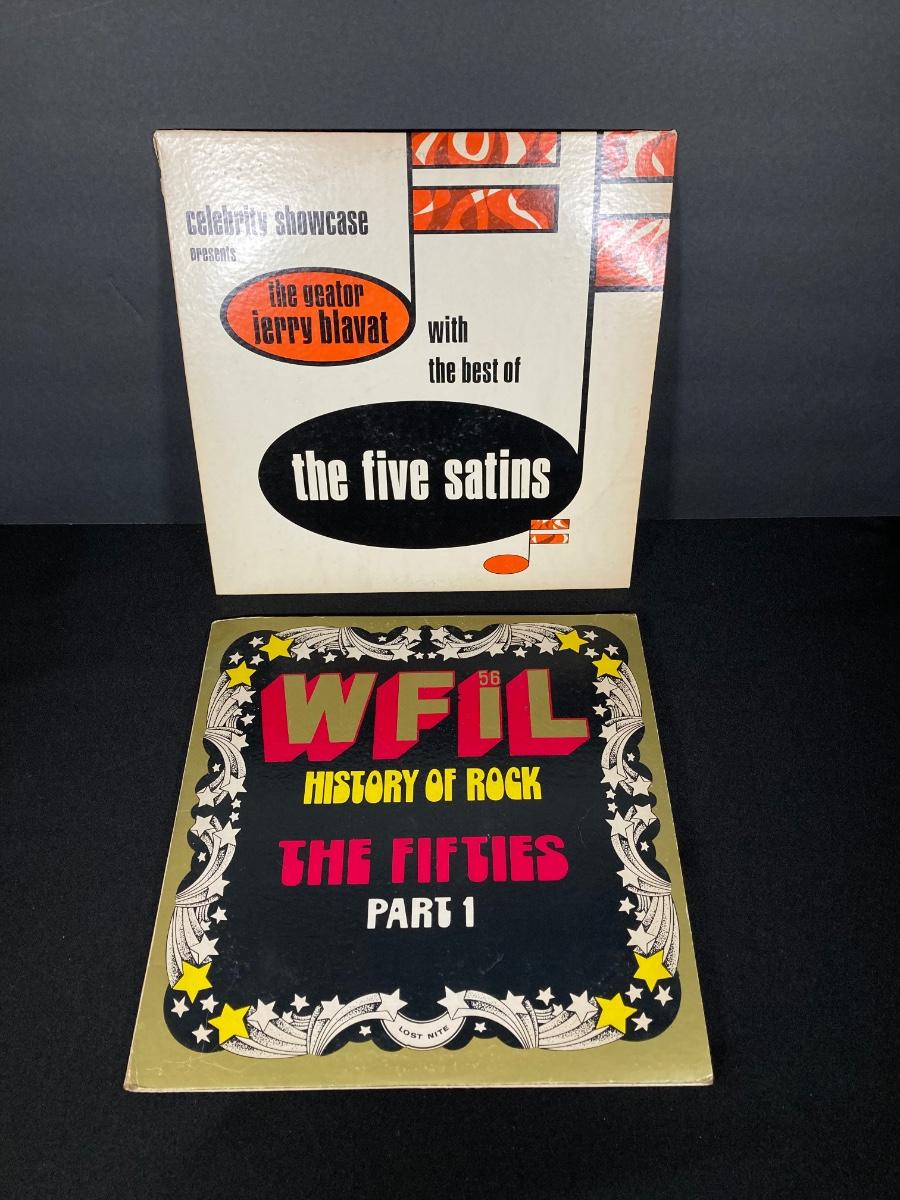 celebrity showcase
presents
the geator
jerry blavat
with
the best of
the five satins
56
WFiL
HISTORY OF ROCK
THE FIFTIES
PART 1
LOST NITE